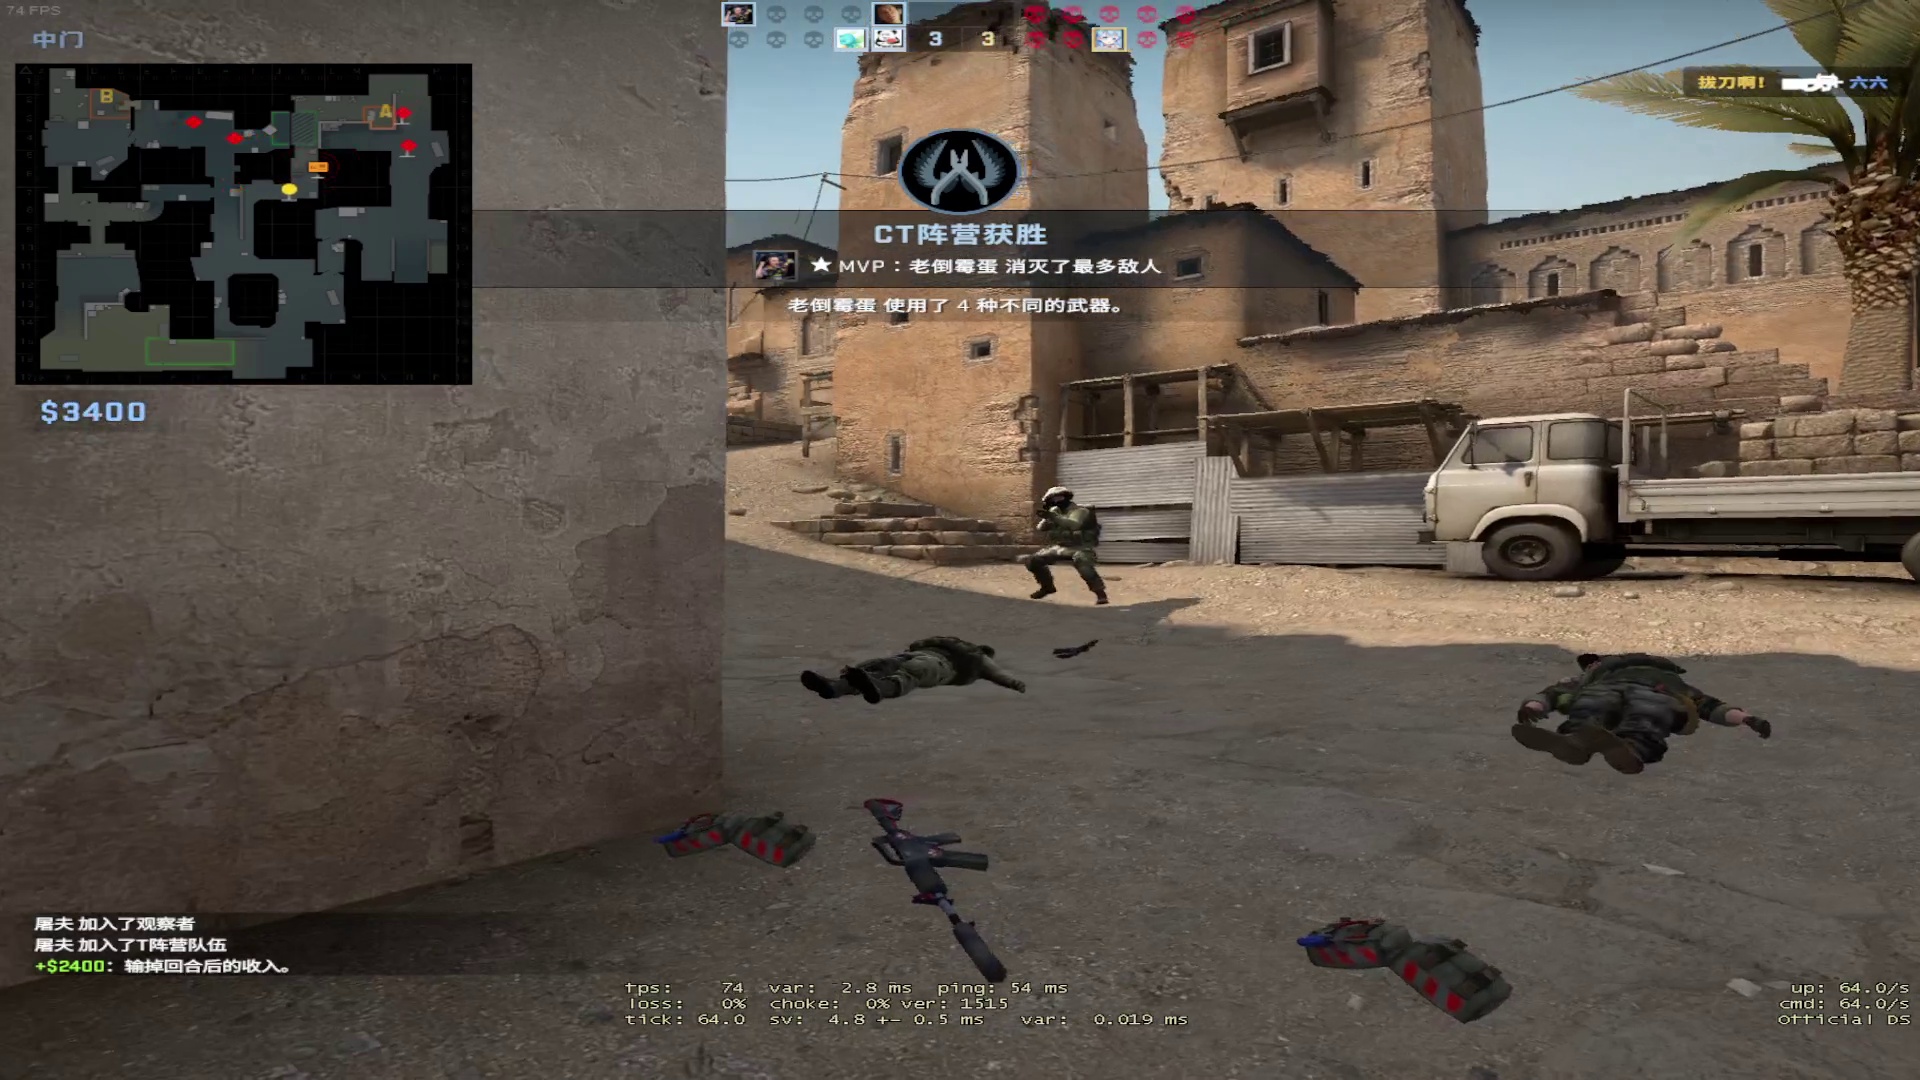 74 FPS
中门
B
A
$3400
3 3
拔刀啊! 六六
CT阵营获胜
★ MVP：老倒霉蛋 消灭了最多敌人
老倒霉蛋 使用了 4 种不同的武器。
屠夫 加入了观察者
屠夫 加入了T阵营队伍
+$2400：输掉回合后的收入。
fps: 74 var: 2.8 ms ping: 54 ms
loss: 0% choke: 0% ver: 1515
tick: 64.0 sv: 4.8 +- 0.5 ms var: 0.019 ms
up: 64.0/s
cmd: 64.0/s
Official DS